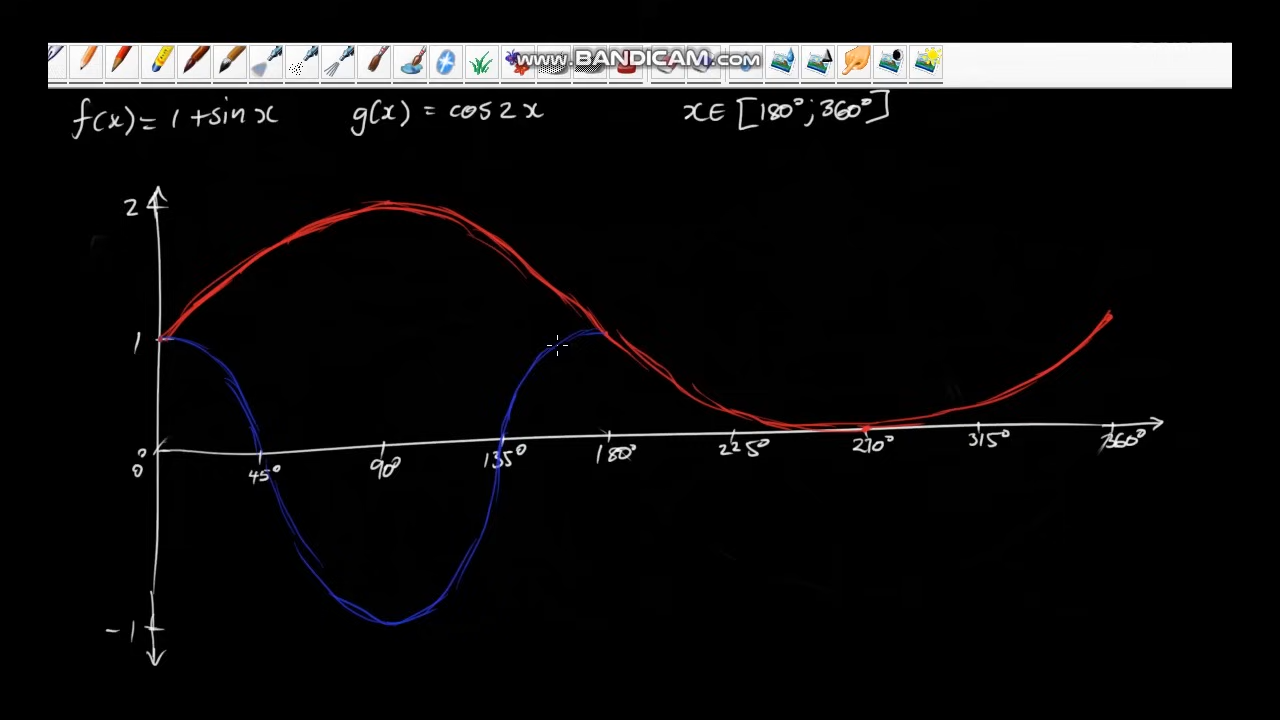 www.BANDICAM.com
f(x) = 1 + sin x g(x) = cos 2x x ∈ [180°; 360°]
2
1
0
0
45° 90° 135° 180° 225° 270° 315° 360°
-1